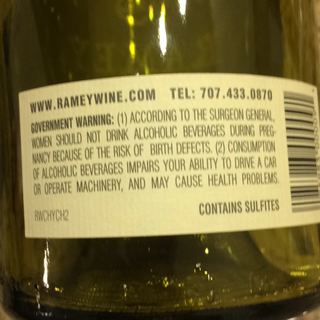 WWW.RAMEYWINE.COM TEL: 707.433.0870
GOVERNMENT WARNING: (1) ACCORDING TO THE SURGEON GENERAL,
WOMEN SHOULD NOT DRINK ALCOHOLIC BEVERAGES DURING PREG-
NANCY BECAUSE OF THE RISK OF BIRTH DEFECTS. (2) CONSUMPTION
OF ALCOHOLIC BEVERAGES IMPAIRS YOUR ABILITY TO DRIVE A CAR
OR OPERATE MACHINERY, AND MAY CAUSE HEALTH PROBLEMS.
RWCHYCH2 CONTAINS SULFITES